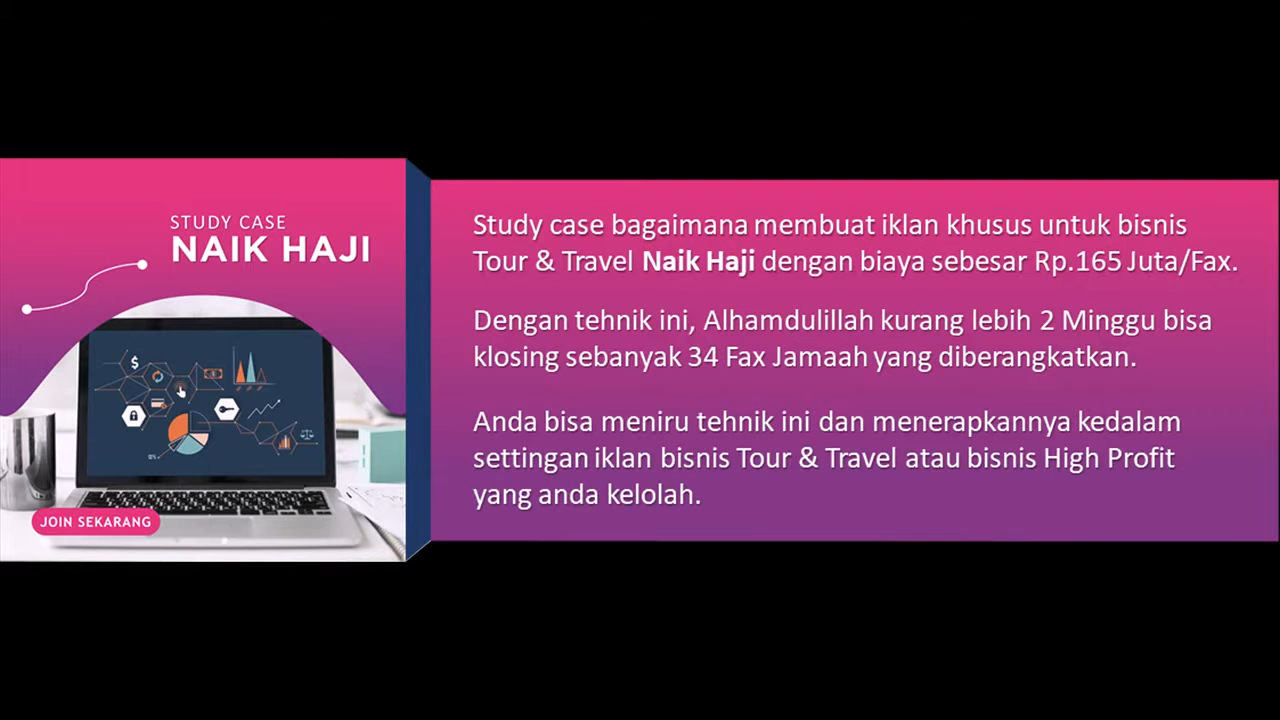 STUDY CASE
NAIK HAJI
$
JOIN SEKARANG
Study case bagaimana membuat iklan khusus untuk bisnis
Tour & Travel Naik Haji dengan biaya sebesar Rp.165 Juta/Fax.
Dengan tehnik ini, Alhamdulillah kurang lebih 2 Minggu bisa
klosing sebanyak 34 Fax Jamaah yang diberangkatkan.
Anda bisa meniru tehnik ini dan menerapkannya kedalam
settingan iklan bisnis Tour & Travel atau bisnis High Profit
yang anda kelolah.